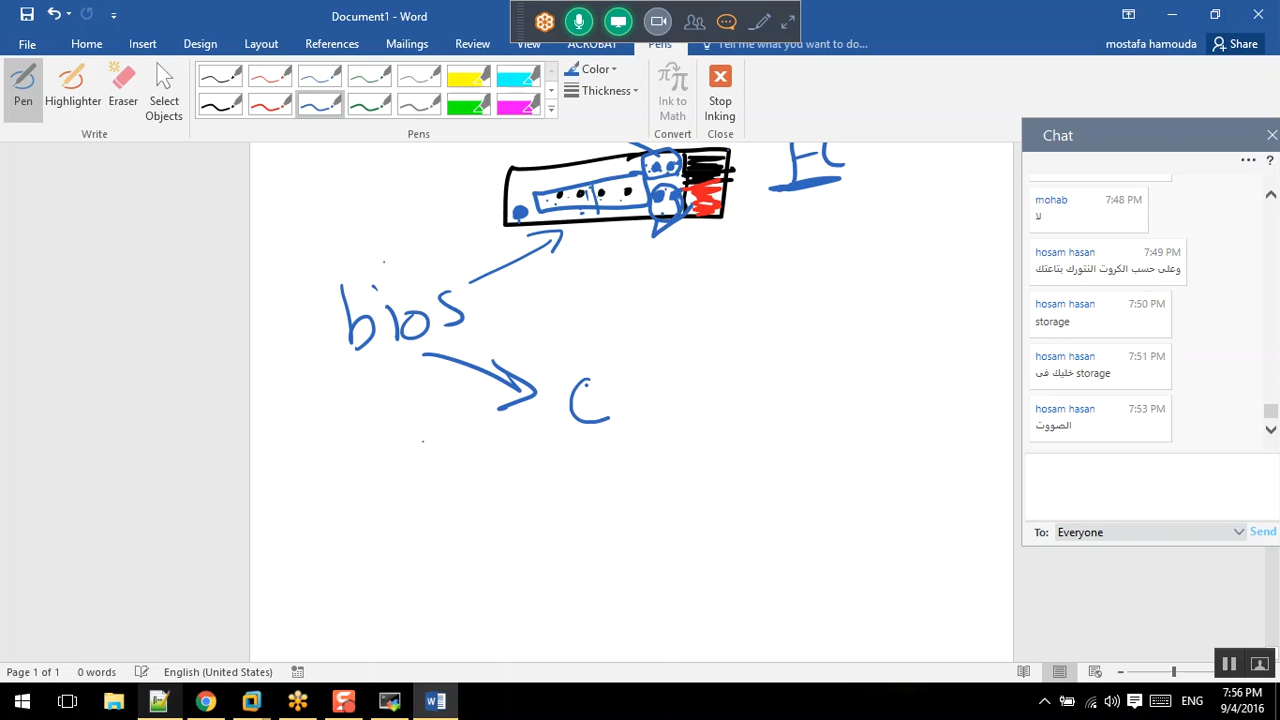 Document1 - Word
File Home Insert Design Layout References Mailings Review View ACROBAT Pens Tell me what you want to do...
mostafa hamouda Share
Pen Highlighter Eraser Select Objects
Color
Thickness
Ink to Math
Stop Inking
Write Pens Convert Close
Chat
mohab 7:48 PM
لا
hosam hasan 7:49 PM
وعلى حسب الكروت النتورك بتاعتك
hosam hasan 7:50 PM
storage
hosam hasan 7:51 PM
خليك فى storage
hosam hasan 7:53 PM
الصووت
bios
C
To: Everyone Send
Page 1 of 1 0 words English (United States)
ENG
7:56 PM
9/4/2016